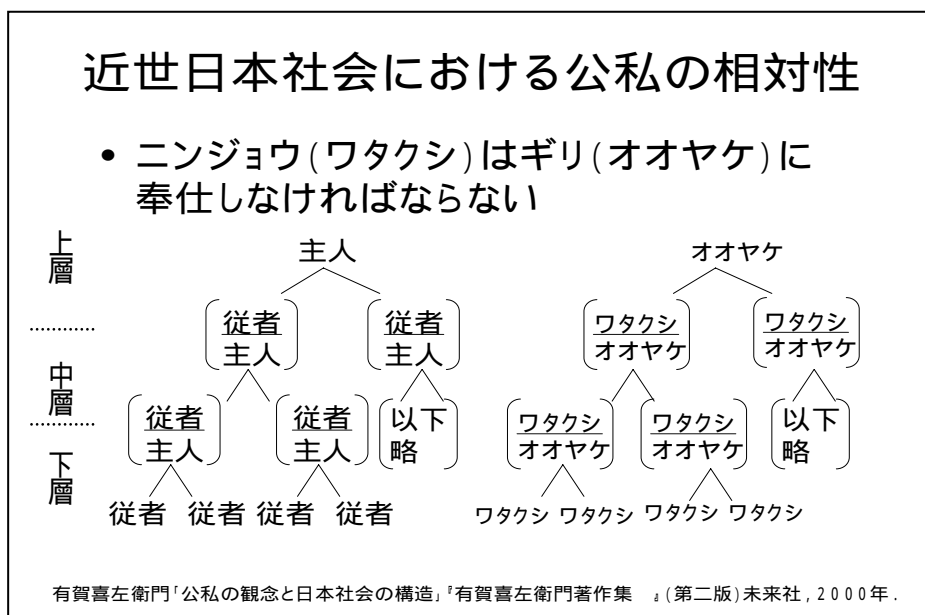 近世日本社会における公私の相対性
• ニンジョウ(ワタクシ)はギリ(オオヤケ)に
奉仕しなければならない
上層
中層
下層
主人
従者
主人
従者
主人
従者
主人
従者
主人
以下
略
従者 従者 従者 従者
オオヤケ
ワタクシ
オオヤケ
ワタクシ
オオヤケ
ワタクシ
オオヤケ
ワタクシ
オオヤケ
以下
略
ワタクシ ワタクシ ワタクシ ワタクシ
有賀喜左衛門「公私の観念と日本社会の構造」『有賀喜左衛門著作集　』(第二版)未来社,2000年.